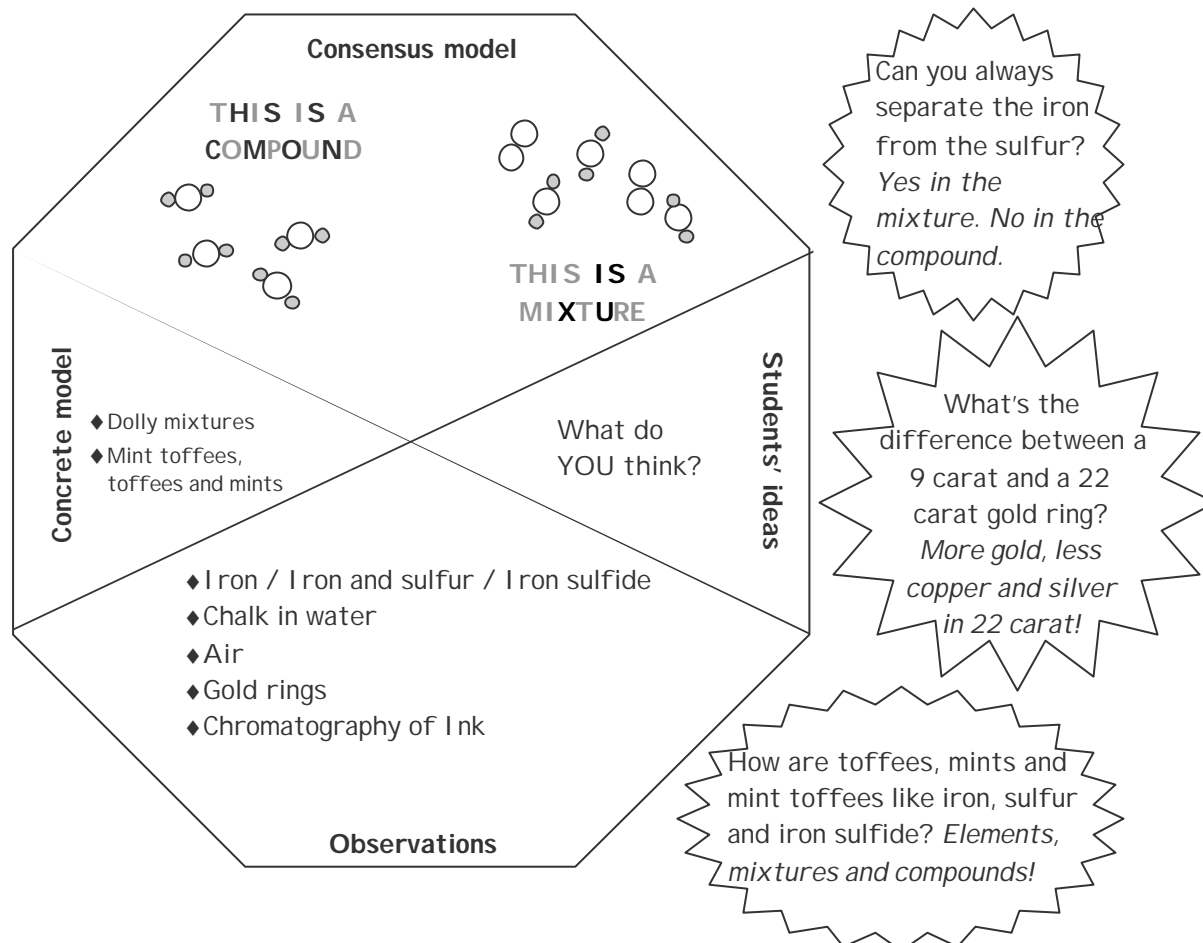 Consensus model
THIS IS A
COMPOUND
THIS IS A
MIXTURE
Concrete model
♦ Dolly mixtures
♦ Mint toffees,
toffees and mints
What do
YOU think?
Students' ideas
♦ Iron / Iron and sulfur / Iron sulfide
♦ Chalk in water
♦ Air
♦ Gold rings
♦ Chromatography of Ink
Observations
Can you always
separate the iron
from the sulfur?
Yes in the
mixture. No in the
compound.
What's the
difference between a
9 carat and a 22
carat gold ring?
More gold, less
copper and silver
in 22 carat!
How are toffees, mints and
mint toffees like iron, sulfur
and iron sulfide? Elements,
mixtures and compounds!